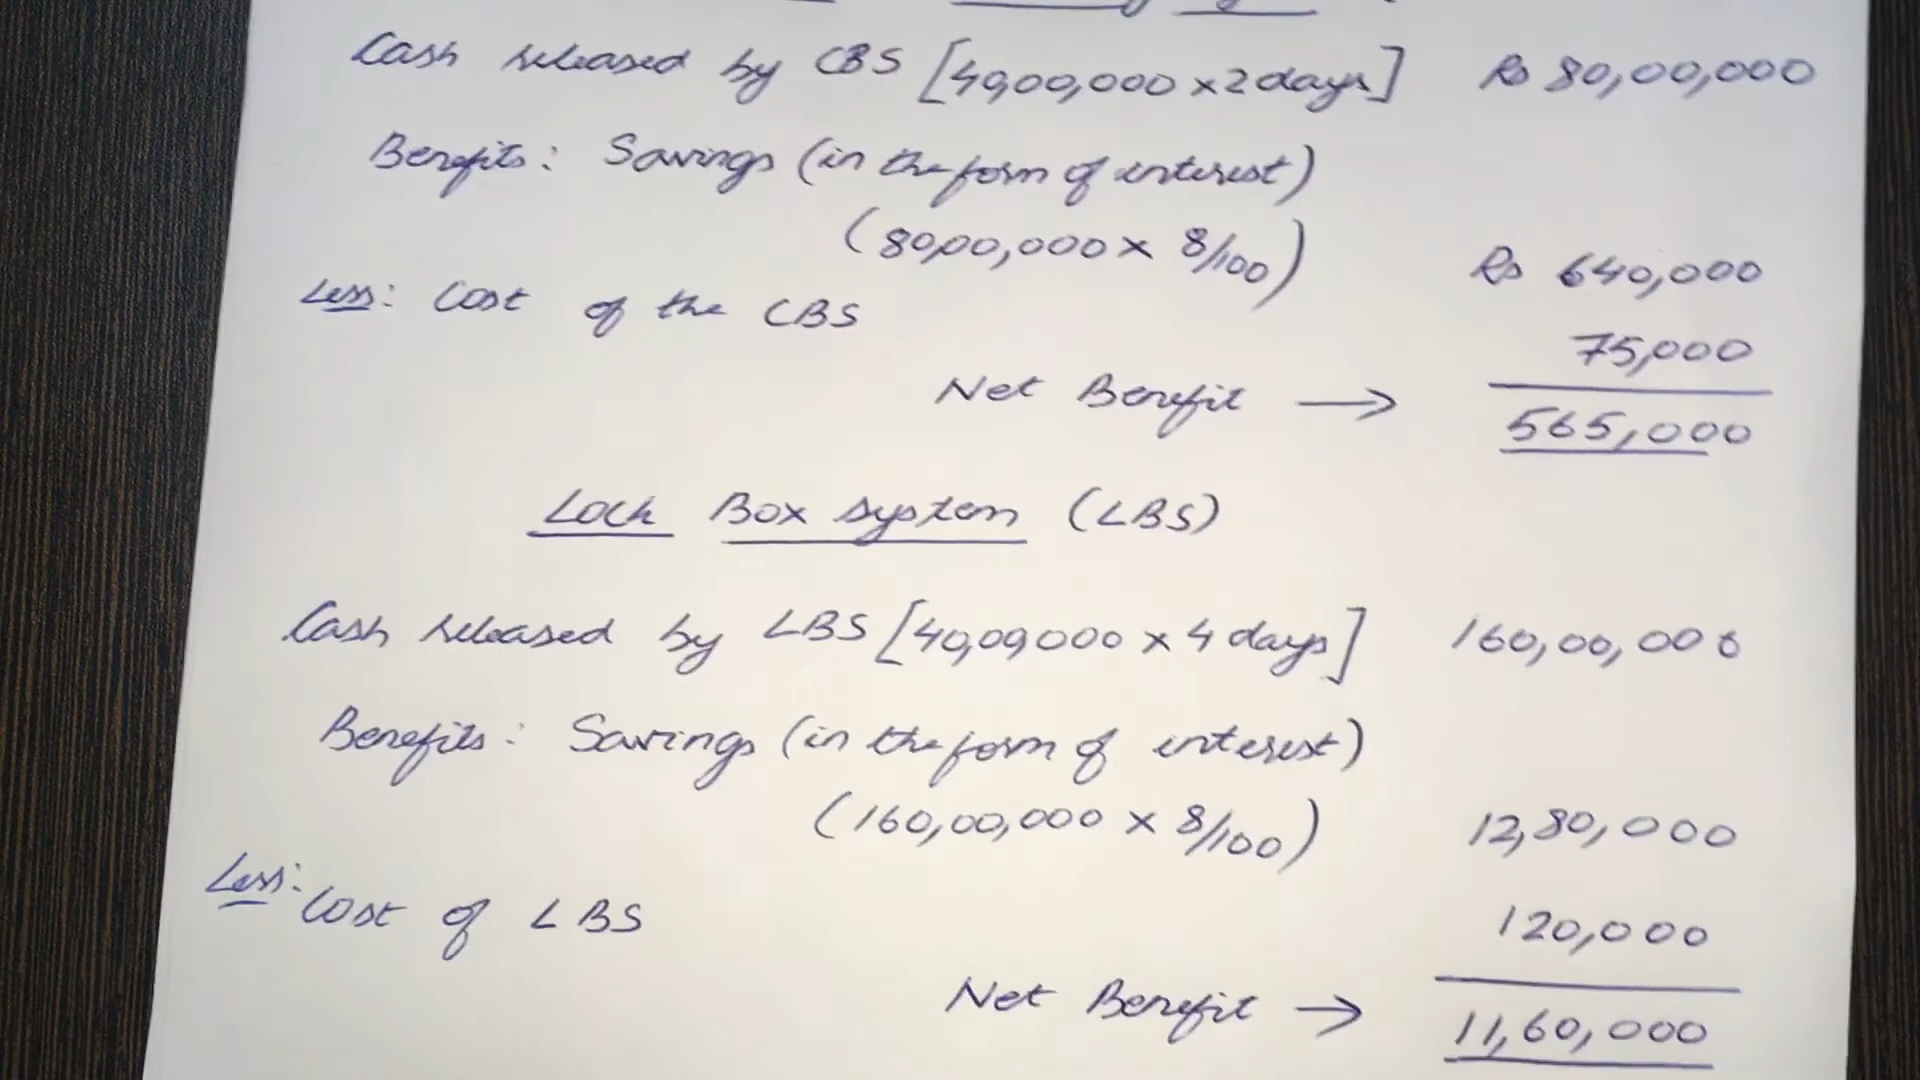 Cash released by CBS [40,00,000 x 2 days] Rs 80,00,000
Benefits: Savings (in the form of interest)
(80,00,000 x 8/100) Rs 640,000
Less: Cost of the CBS 75,000
Net Benefit → 565,000
Lock Box system (LBS)
Cash released by LBS [40,00,000 x 4 days] 160,00,000
Benefits: Savings (in the form of interest)
(160,00,000 x 8/100) 12,80,000
Less: Cost of LBS 120,000
Net Benefit → 11,60,000